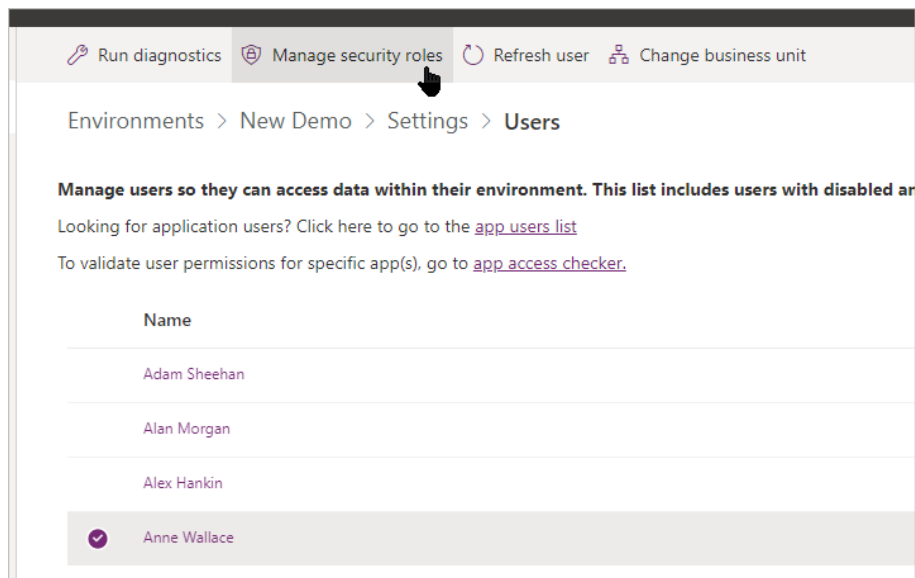 Run diagnostics Manage security roles Refresh user Change business unit
Environments > New Demo > Settings > Users
Manage users so they can access data within their environment. This list includes users with disabled
Looking for application users? Click here to go to the app users list
To validate user permissions for specific app(s), go to app access checker.
Name
Adam Sheehan
Alan Morgan
Alex Hankin
Anne Wallace